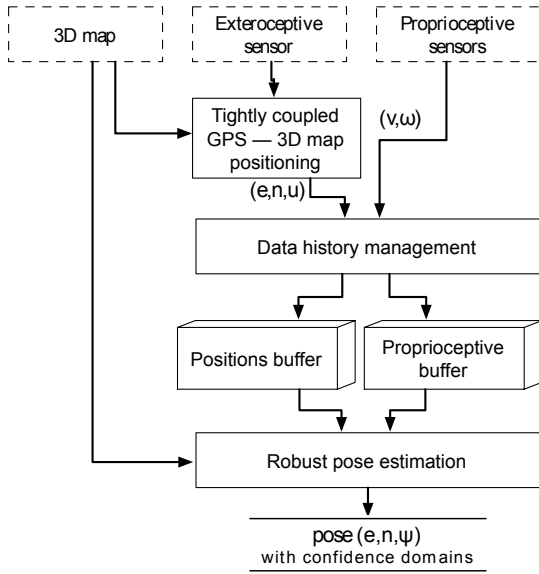 3D map
Exteroceptive
sensor
Proprioceptive
sensors
Tightly coupled
GPS — 3D map
positioning
(v,ω)
(e,n,u)
Data history management
Positions buffer
Proprioceptive
buffer
Robust pose estimation
pose (e,n,ψ)
with confidence domains